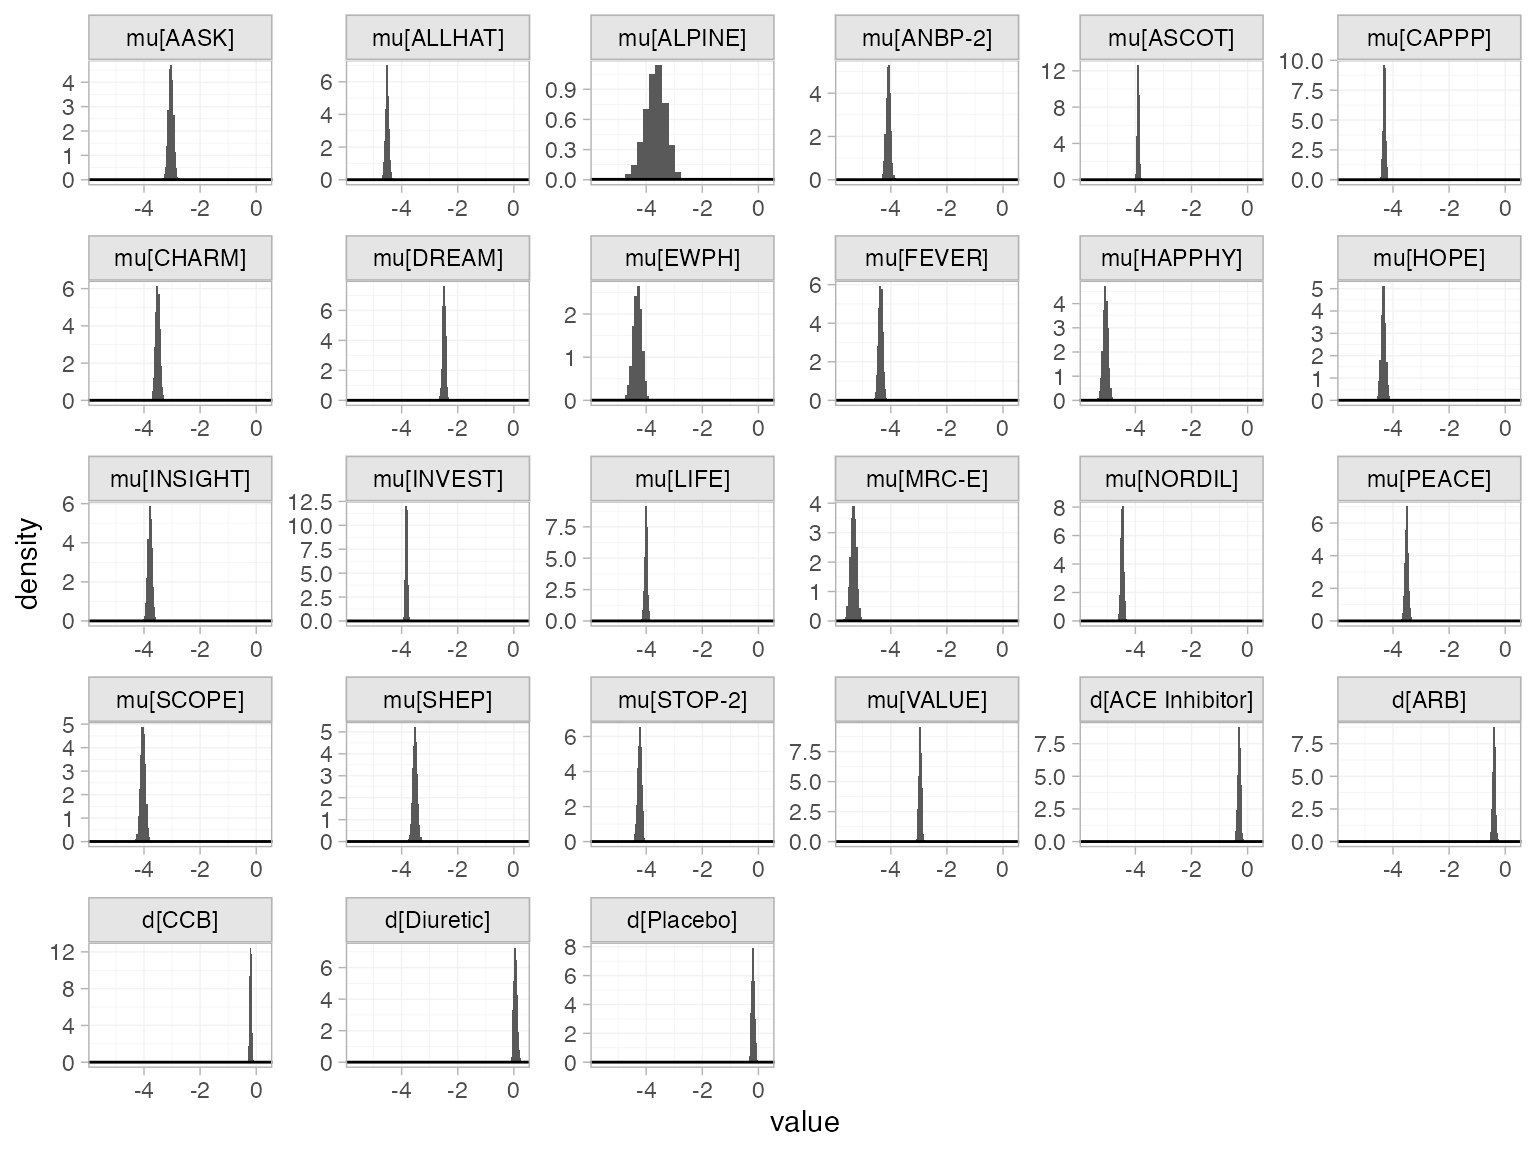 mu[AASK] mu[ALLHAT] mu[ALPINE] mu[ANBP-2] mu[ASCOT] mu[CAPPP]
4 3 2 1 0
6 4 2 0
0.9 0.6 0.3 0.0
4 2 0
12 8 4 0
10.0 7.5 5.0 2.5 0.0
-4 -2 0 -4 -2 0 -4 -2 0 -4 -2 0 -4 -2 0 -4 -2 0
mu[CHARM] mu[DREAM] mu[EWPH] mu[FEVER] mu[HAPPHY] mu[HOPE]
6 4 2 0
6 4 2 0
2 1 0
6 4 2 0
4 3 2 1 0
5 4 3 2 1 0
-4 -2 0 -4 -2 0 -4 -2 0 -4 -2 0 -4 -2 0 -4 -2 0
density
mu[INSIGHT] mu[INVEST] mu[LIFE] mu[MRC-E] mu[NORDIL] mu[PEACE]
6 4 2 0
12.5 10.0 7.5 5.0 2.5 0.0
7.5 5.0 2.5 0.0
4 3 2 1 0
8 6 4 2 0
6 4 2 0
-4 -2 0 -4 -2 0 -4 -2 0 -4 -2 0 -4 -2 0 -4 -2 0
mu[SCOPE] mu[SHEP] mu[STOP-2] mu[VALUE] d[ACE Inhibitor] d[ARB]
5 4 3 2 1 0
5 4 3 2 1 0
6 4 2 0
7.5 5.0 2.5 0.0
7.5 5.0 2.5 0.0
7.5 5.0 2.5 0.0
-4 -2 0 -4 -2 0 -4 -2 0 -4 -2 0 -4 -2 0 -4 -2 0
d[CCB] d[Diuretic] d[Placebo]
12 8 4 0
6 4 2 0
8 6 4 2 0
-4 -2 0 -4 -2 0 -4 -2 0
value